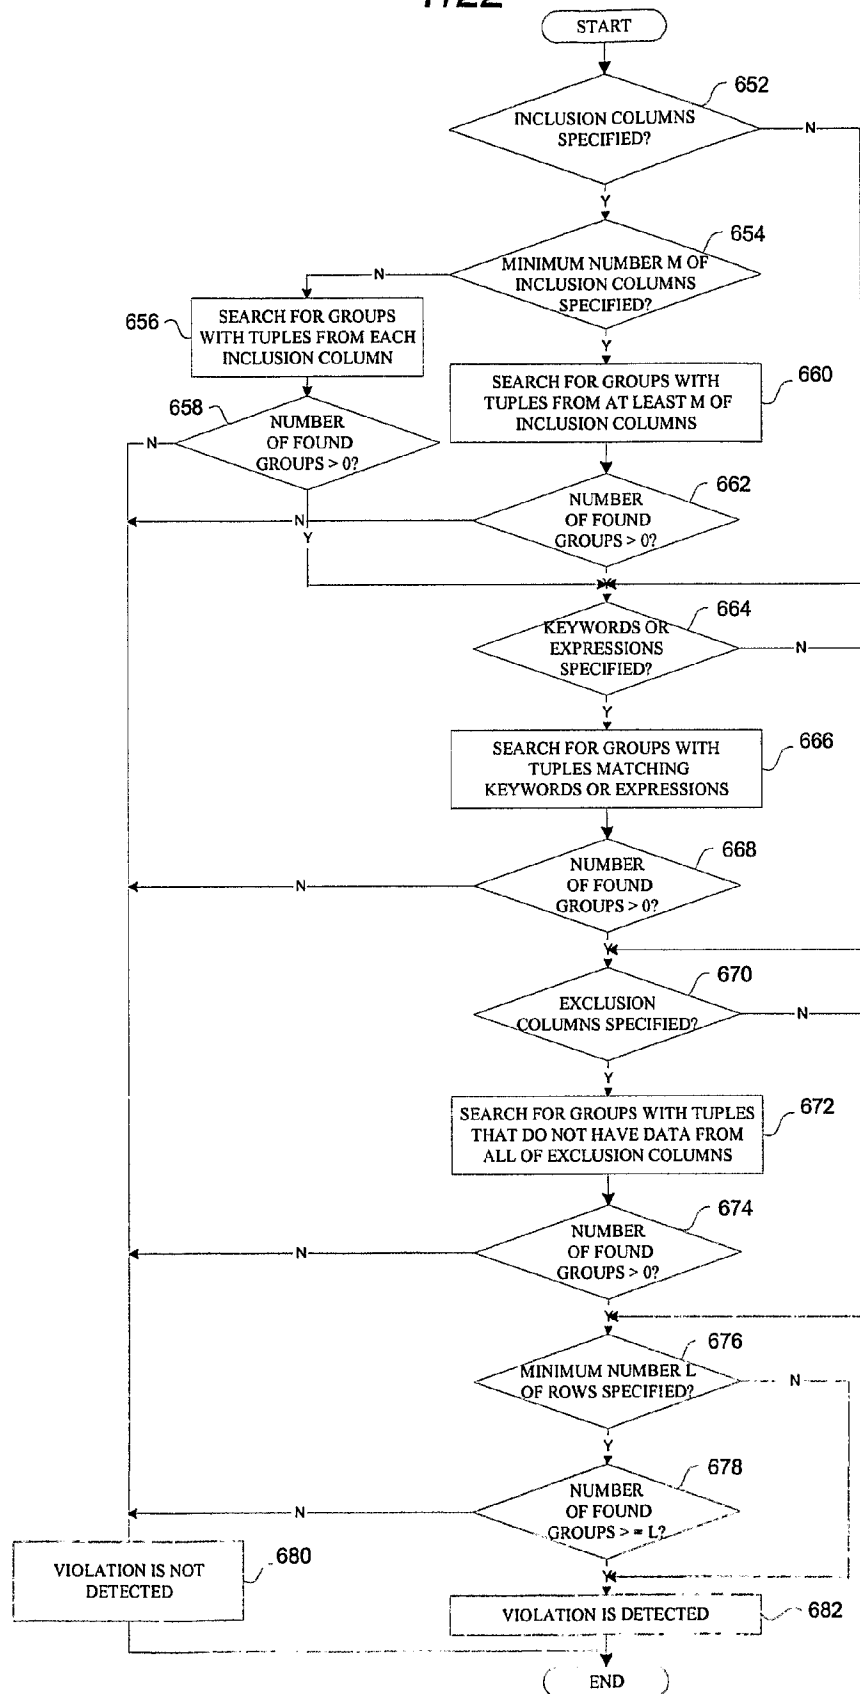 START
652
INCLUSION COLUMNS
SPECIFIED?
N
Y
654
MINIMUM NUMBER M OF
INCLUSION COLUMNS
SPECIFIED?
N
Y
656
SEARCH FOR GROUPS
WITH TUPLES FROM EACH
INCLUSION COLUMN
660
SEARCH FOR GROUPS WITH
TUPLES FROM AT LEAST M OF
INCLUSION COLUMNS
658
NUMBER
OF FOUND
GROUPS > 0?
N
Y
662
NUMBER
OF FOUND
GROUPS > 0?
N
Y
664
KEYWORDS OR
EXPRESSIONS
SPECIFIED?
N
Y
666
SEARCH FOR GROUPS WITH
TUPLES MATCHING
KEYWORDS OR EXPRESSIONS
668
NUMBER
OF FOUND
GROUPS > 0?
N
Y
670
EXCLUSION
COLUMNS SPECIFIED?
N
Y
672
SEARCH FOR GROUPS WITH TUPLES
THAT DO NOT HAVE DATA FROM
ALL OF EXCLUSION COLUMNS
674
NUMBER
OF FOUND
GROUPS > 0?
N
Y
676
MINIMUM NUMBER L
OF ROWS SPECIFIED?
N
Y
678
NUMBER
OF FOUND
GROUPS > = L?
N
Y
680
VIOLATION IS NOT
DETECTED
682
VIOLATION IS DETECTED
END